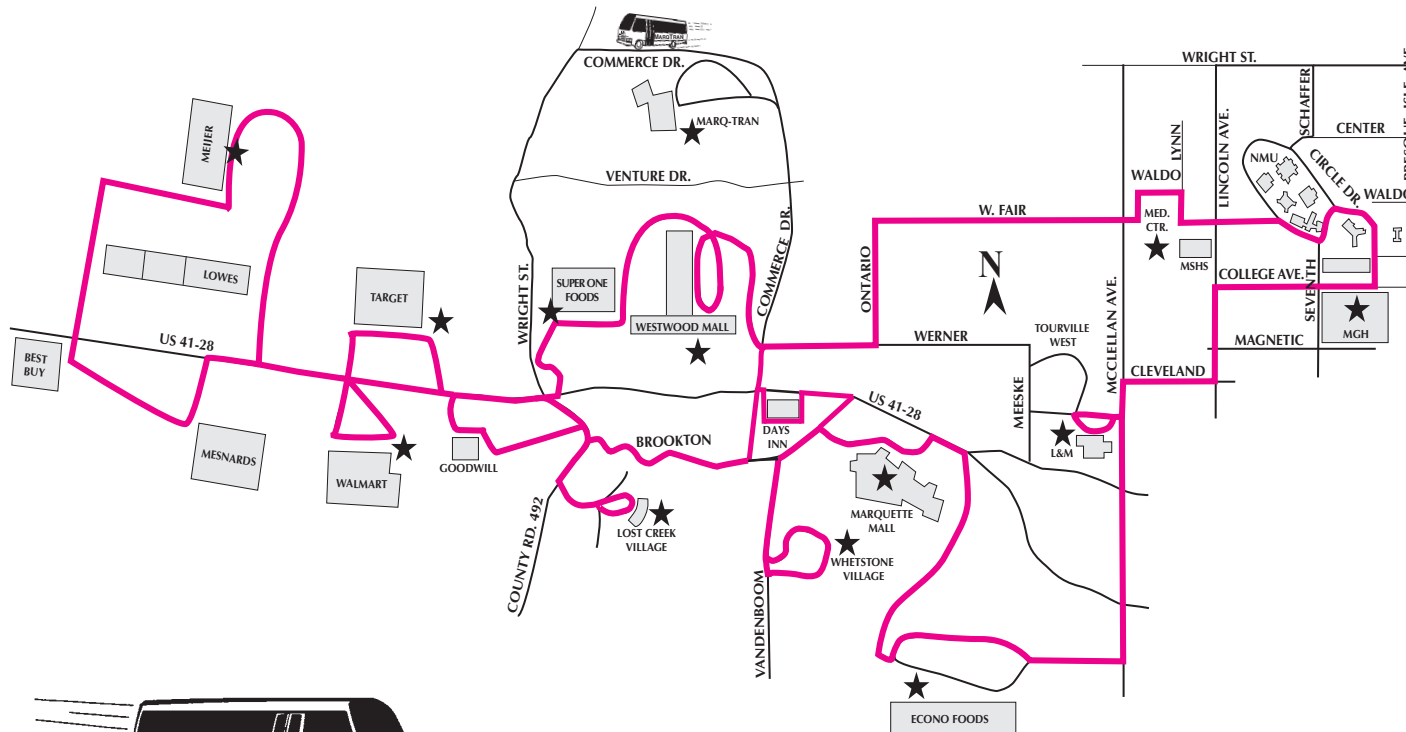 MARQTRAN
COMMERCE DR.
WRIGHT ST.
MEIJER
MARQ-TRAN
LYNN
LINCOLN AVE.
SCHAFFER
CENTER
NMU
CIRCLE DR.
VENTURE DR.
WALDO
WALDO
W. FAIR
MED.
CTR.
MSHS
COMMERCE DR.
N
LOWES
TARGET
SUPER ONE
FOODS
WRIGHT ST.
ONTARIO
COLLEGE AVE.
SEVENTH
MGH
WESTWOOD MALL
WERNER
TOURVILLE
WEST
MCCLELLAN AVE.
MAGNETIC
US 41-28
BEST
BUY
CLEVELAND
MEESKE
US 41-28
DAYS
INN
BROOKTON
L&M
MESNARDS
WALMART
GOODWILL
MARQUETTE
MALL
LOST CREEK
VILLAGE
COUNTY RD. 492
WHETSTONE
VILLAGE
VANDENBOOM
ECONO FOODS